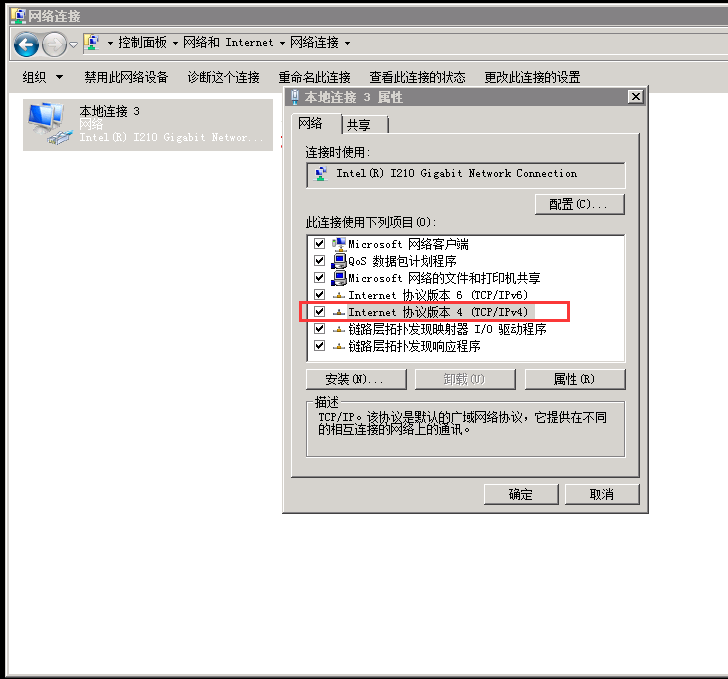 网络连接
控制面板 网络和 Internet 网络连接
组织 禁用此网络设备 诊断这个连接 重命名此连接 查看此连接的状态 更改此连接的设置
本地连接 3
网络
Intel(R) I210 Gigabit Networ...
本地连接 3 属性
网络 共享
连接时使用:
Intel(R) I210 Gigabit Network Connection
配置(C)...
此连接使用下列项目(O):
Microsoft 网络客户端
QoS 数据包计划程序
Microsoft 网络的文件和打印机共享
Internet 协议版本 6 (TCP/IPv6)
Internet 协议版本 4 (TCP/IPv4)
链路层拓扑发现映射器 I/O 驱动程序
链路层拓扑发现响应程序
安装(N)... 卸载(U) 属性(R)
描述
TCP/IP。该协议是默认的广域网络协议，它提供在不同
的相互连接的网络上的通讯。
确定 取消